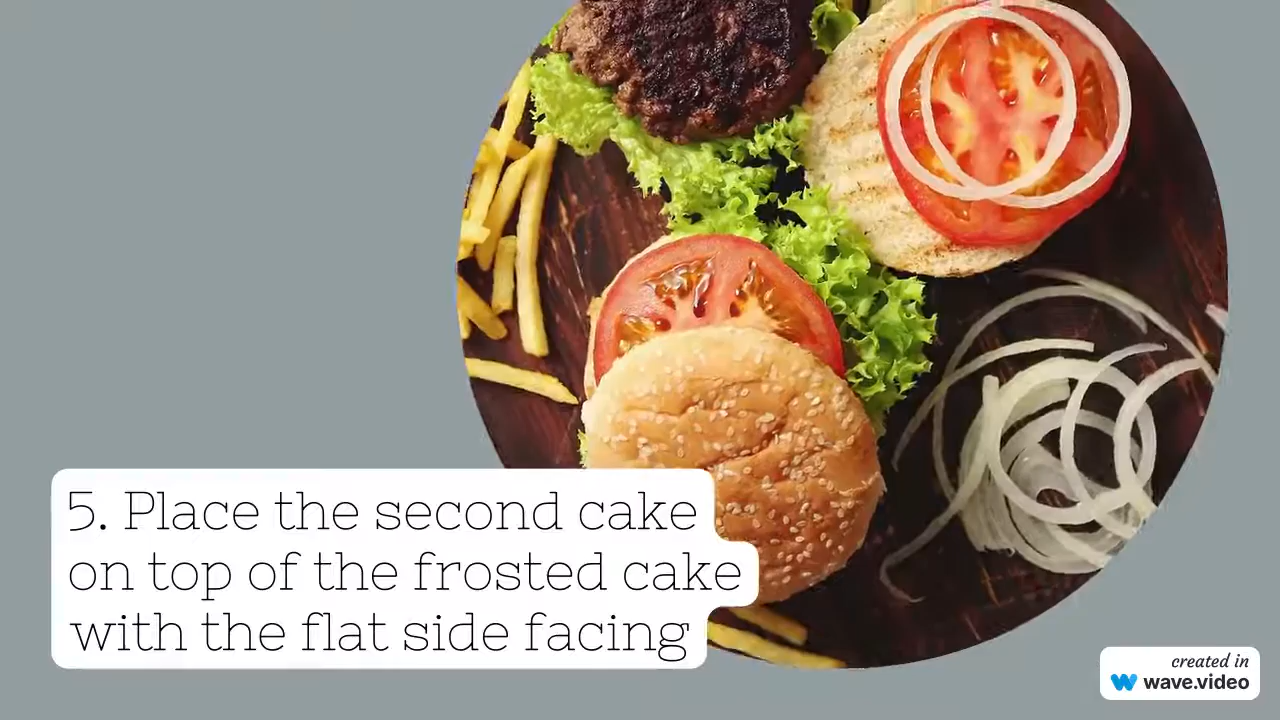 5. Place the second cake
on top of the frosted cake
with the flat side facing
created in
wave.video